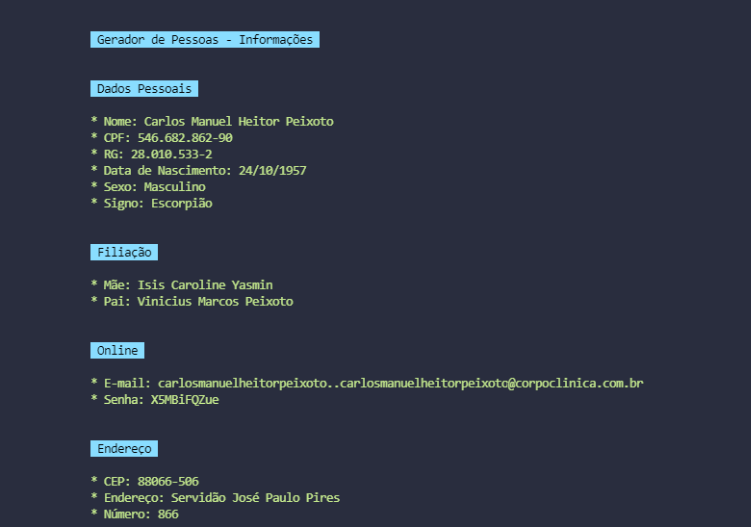 Gerador de Pessoas - Informações
Dados Pessoais
* Nome: Carlos Manuel Heitor Peixoto
* CPF: 546.682.862-90
* RG: 28.010.533-2
* Data de Nascimento: 24/10/1957
* Sexo: Masculino
* Signo: Escorpião
Filiação
* Mãe: Isis Caroline Yasmin
* Pai: Vinicius Marcos Peixoto
Online
* E-mail: carlosmanuelheitorpeixoto..carlosmanuelheitorpeixoto@corpoclinica.com.br
* Senha: X5MBiFQZue
Endereço
* CEP: 88066-506
* Endereço: Servidão José Paulo Pires
* Número: 866